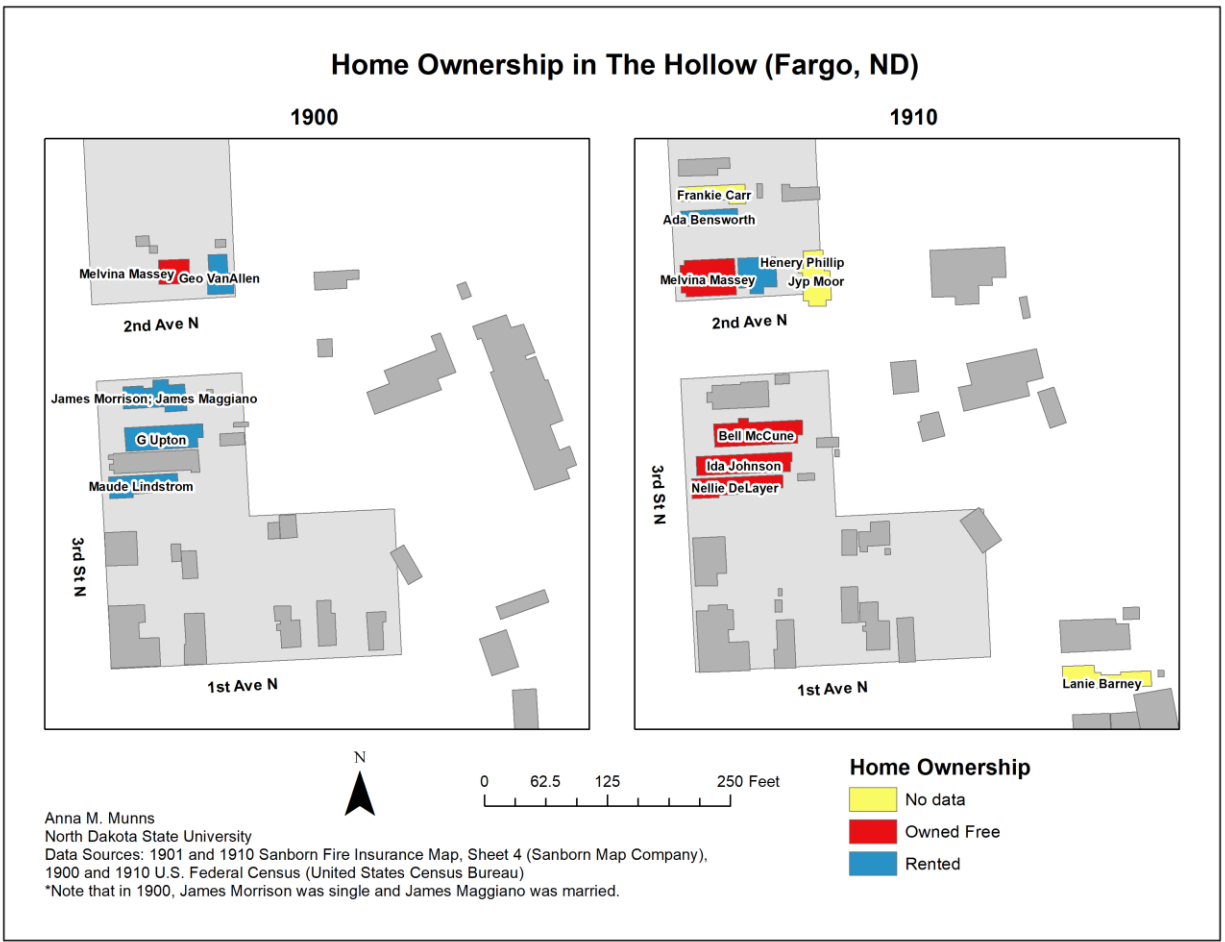 Home Ownership in The Hollow (Fargo, ND)
1900
Melvina Massey
Geo VanAllen
2nd Ave N
James Morrison; James Maggiano
G Upton
Maude Lindstrom
3rd St N
1st Ave N
1910
Frankie Carr
Ada Bensworth
Henery Phillip
Melvina Massey
Jyp Moor
2nd Ave N
Bell McCune
Ida Johnson
Nellie DeLayer
3rd St N
1st Ave N
Lanie Barney
N
0 62.5 125 250 Feet
Home Ownership
No data
Owned Free
Rented
Anna M. Munns
North Dakota State University
Data Sources: 1901 and 1910 Sanborn Fire Insurance Map, Sheet 4 (Sanborn Map Company),
1900 and 1910 U.S. Federal Census (United States Census Bureau)
*Note that in 1900, James Morrison was single and James Maggiano was married.